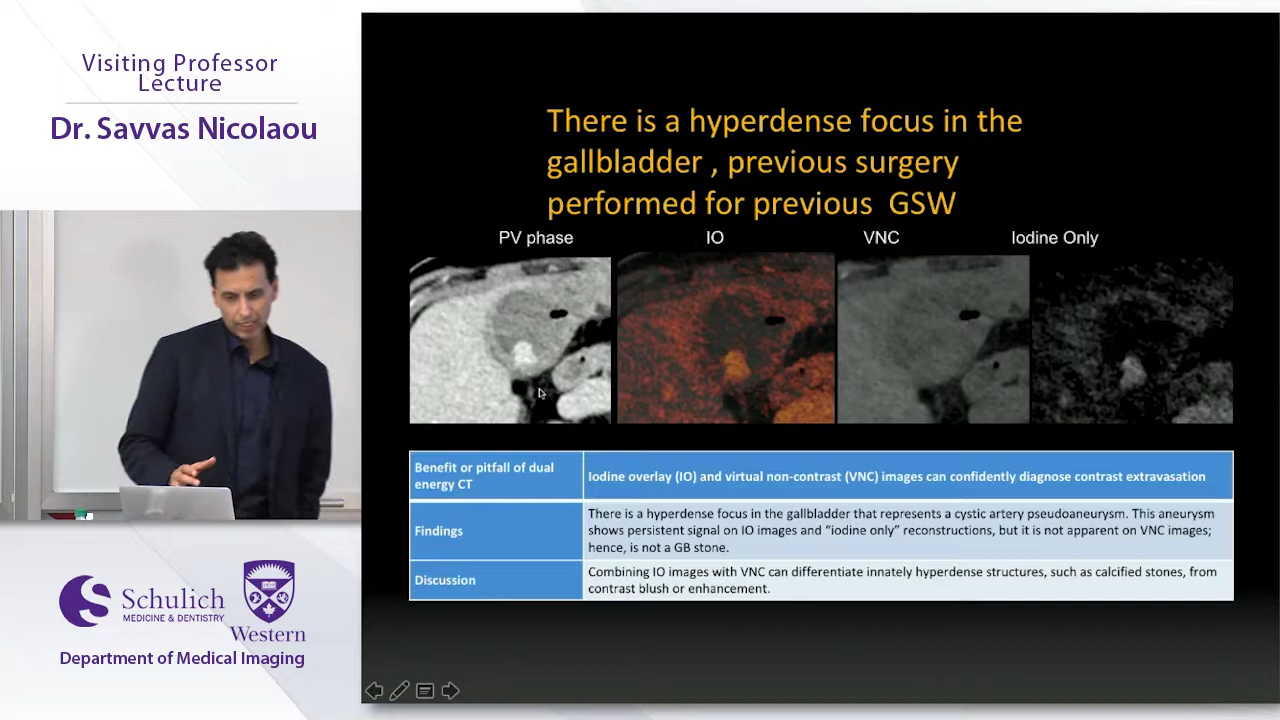 Visiting Professor
Lecture
Dr. Savvas Nicolaou
There is a hyperdense focus in the
gallbladder , previous surgery
performed for previous GSW
PV phase
IO
VNC
Iodine Only
Benefit or pitfall of dual
energy CT
Iodine overlay (IO) and virtual non-contrast (VNC) images can confidently diagnose contrast extravasation
Findings
There is a hyperdense focus in the gallbladder that represents a cystic artery pseudoaneurysm. This aneurysm
shows persistent signal on IO images and “iodine only” reconstructions, but it is not apparent on VNC images;
hence, is not a GB stone.
Discussion
Combining IO images with VNC can differentiate innately hyperdense structures, such as calcified stones, from
contrast blush or enhancement.
Schulich
MEDICINE & DENTISTRY
Western
Department of Medical Imaging